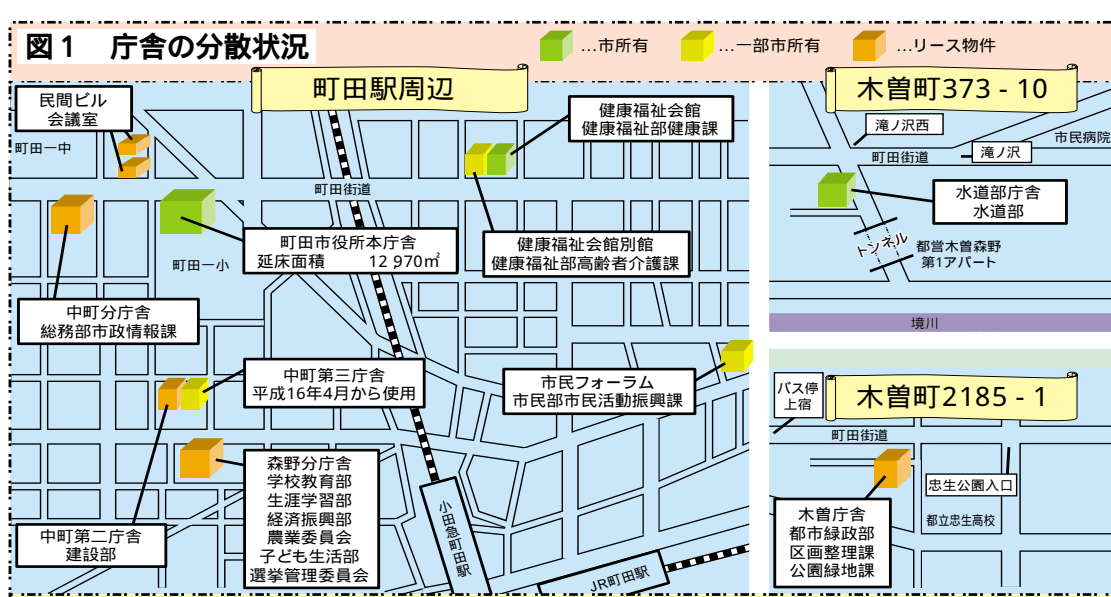 図1 庁舎の分散状況
…市所有
…一部市所有
…リース物件
町田駅周辺
民間ビル
会議室
町田一中
町田街道
健康福祉会館
健康福祉部健康課
町田市役所本庁舎
延床面積 12 970㎡
健康福祉会館別館
健康福祉部高齢者介護課
町田一小
中町分庁舎
総務部市政情報課
中町第三庁舎
平成16年4月から使用
市民フォーラム
市民部市民活動振興課
森野分庁舎
学校教育部
生涯学習部
経済振興部
農業委員会
子ども生活部
選挙管理委員会
中町第二庁舎
建設部
小田急町田駅
JR町田駅
木曽町373 - 10
滝ノ沢西
市民病院
町田街道
滝ノ沢
水道部庁舎
水道部
トンネル
都営木曽森野
第1アパート
境川
木曽町2185 - 1
バス停
上宿
町田街道
忠生公園入口
都立忠生高校
木曽庁舎
都市緑政部
区画整理課
公園緑地課